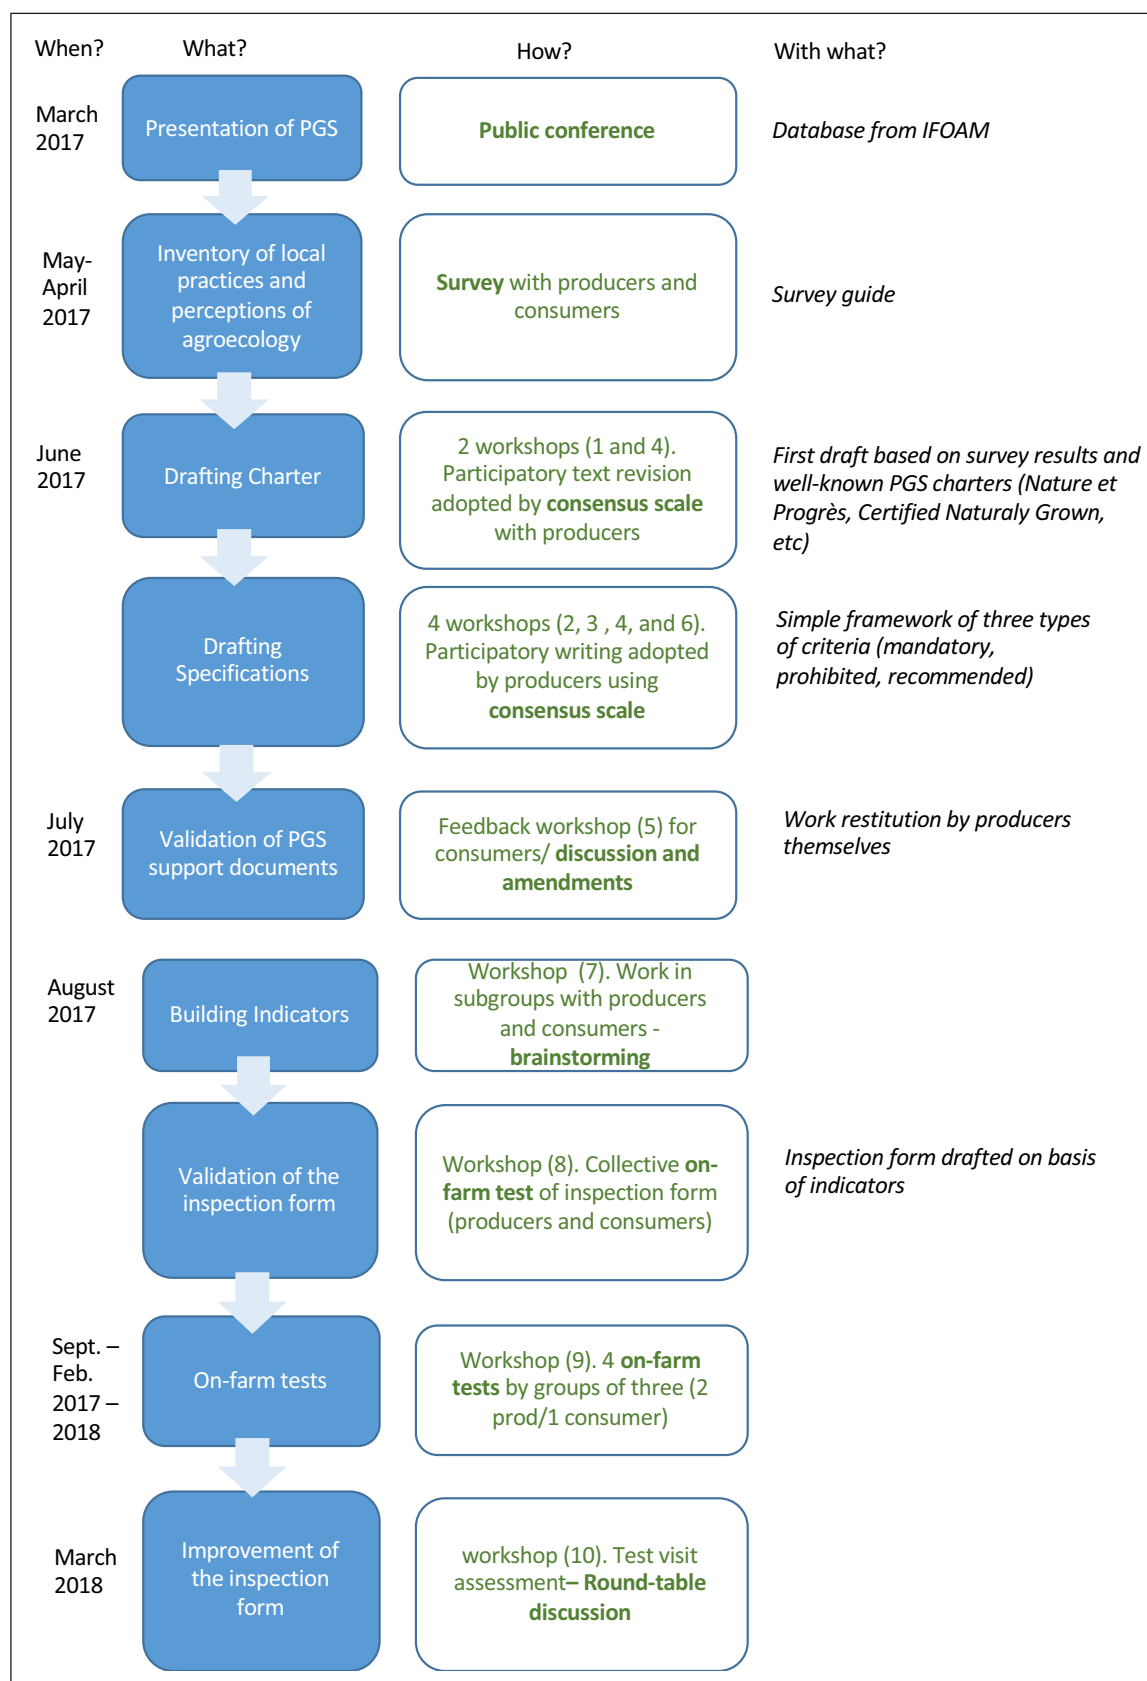 When?
What?
How?
With what?
March
2017
Presentation of PGS
Public conference
Database from IFOAM
May-
April
2017
Inventory of local
practices and
perceptions of
agroecology
Survey with producers and
consumers
Survey guide
June
2017
Drafting Charter
2 workshops (1 and 4).
Participatory text revision
adopted by consensus scale
with producers
First draft based on survey results and
well-known PGS charters (Nature et
Progrès, Certified Naturaly Grown,
etc)
Drafting
Specifications
4 workshops (2, 3 , 4, and 6).
Participatory writing adopted
by producers using
consensus scale
Simple framework of three types
of criteria (mandatory,
prohibited, recommended)
July
2017
Validation of PGS
support documents
Feedback workshop (5) for
consumers/ discussion and
amendments
Work restitution by producers
themselves
August
2017
Building Indicators
Workshop (7). Work in
subgroups with producers
and consumers -
brainstorming
Validation of the
inspection form
Workshop (8). Collective on-
farm test of inspection form
(producers and consumers)
Inspection form drafted on basis
of indicators
Sept. –
Feb.
2017 –
2018
On-farm tests
Workshop (9). 4 on-farm
tests by groups of three (2
prod/1 consumer)
March
2018
Improvement of
the inspection
form
workshop (10). Test visit
assessment– Round-table
discussion